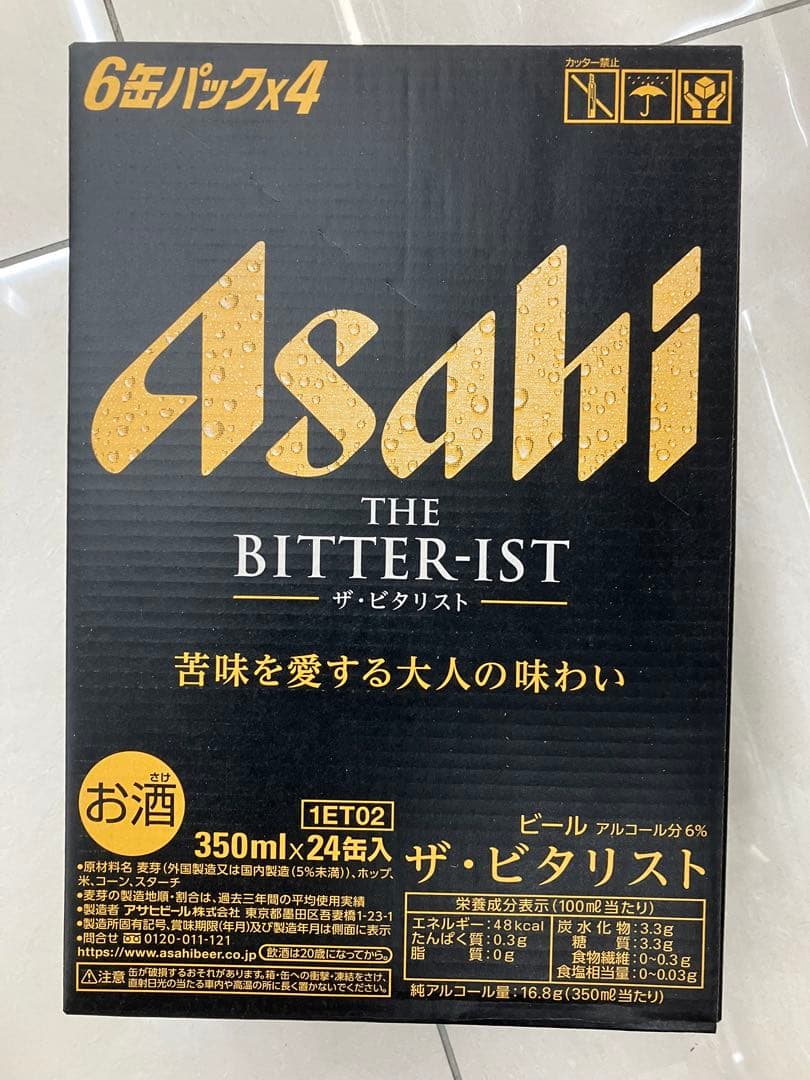 6缶パックx4
カッター禁止
Asahi
THE
BITTER-IST
ザ・ビタリスト
苦味を愛する大人の味わい
さけ
お酒
1ET02
350ml×24缶入
•原材料名 麦芽(外国製造又は国内製造(5%未満))、ホップ、
米、コーン、スターチ
•麦芽の製造地順・割合は、過去三年間の平均使用実績
•製造者 アサヒビール株式会社 東京都墨田区吾妻橋1-23-1
•製造所固有記号、賞味期限(年月)及び製造年月は側面に表示
•問合せ 0120-011-121
https://www.asahibeer.co.jp 飲酒は20歳になってから。
⚠注意 缶が破損するおそれがあります。箱・缶への衝撃・凍結をさけ、
直射日光の当たる車内や高温の所に長く置かないでください。
ビール アルコール分6%
ザ・ビタリスト
栄養成分表示(100ml当たり)
エネルギー:48kcal
たんぱく質:0.3g
脂 質:0g
炭水化物:3.3g
糖 質:3.3g
食物繊維:0~0.3g
食塩相当量:0~0.03g
純アルコール量:16.8g(350ml当たり)